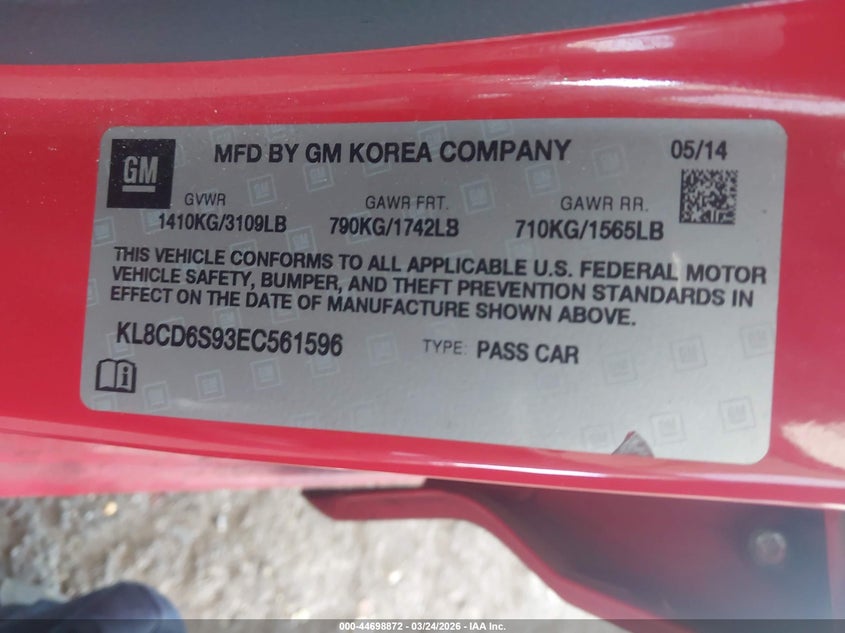 GM MFD BY GM KOREA COMPANY 05/14
GVWR GAWR FRT. GAWR RR.
1410KG/3109LB 790KG/1742LB 710KG/1565LB
THIS VEHICLE CONFORMS TO ALL APPLICABLE U.S. FEDERAL MOTOR
VEHICLE SAFETY, BUMPER, AND THEFT PREVENTION STANDARDS IN
EFFECT ON THE DATE OF MANUFACTURE SHOWN ABOVE.
KL8CD6S93EC561596 TYPE: PASS CAR
000-44698872 - 03/24/2026 - IAA Inc.